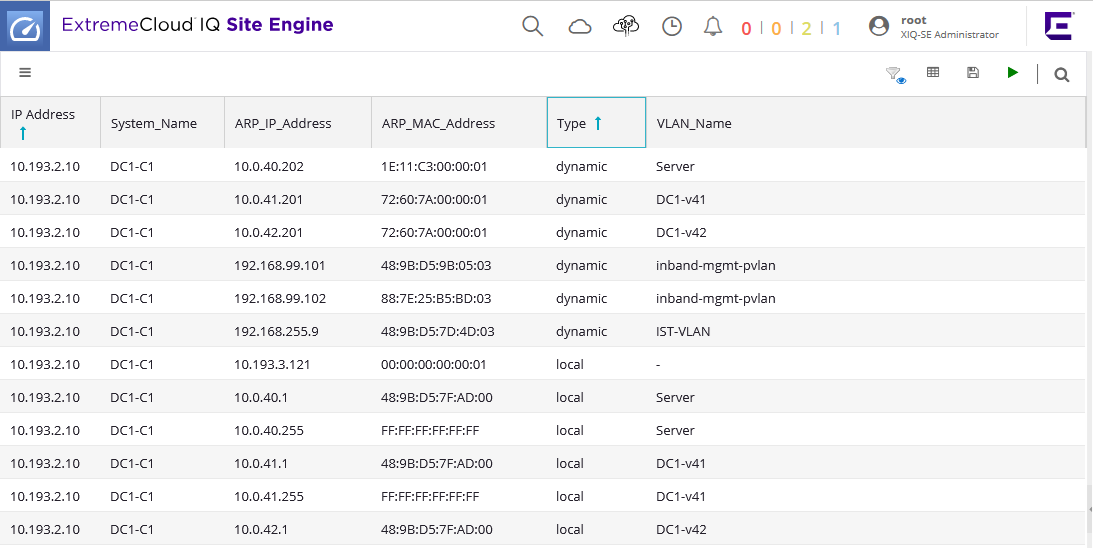 ExtremeCloud IQ Site Engine
0 | 0 | 2 | 1
root
XIQ-SE Administrator
IP Address System_Name ARP_IP_Address ARP_MAC_Address Type VLAN_Name
10.193.2.10 DC1-C1 10.0.40.202 1E:11:C3:00:00:01 dynamic Server
10.193.2.10 DC1-C1 10.0.41.201 72:60:7A:00:00:01 dynamic DC1-v41
10.193.2.10 DC1-C1 10.0.42.201 72:60:7A:00:00:01 dynamic DC1-v42
10.193.2.10 DC1-C1 192.168.99.101 48:9B:D5:9B:05:03 dynamic inband-mgmt-pvlan
10.193.2.10 DC1-C1 192.168.99.102 88:7E:25:B5:BD:03 dynamic inband-mgmt-pvlan
10.193.2.10 DC1-C1 192.168.255.9 48:9B:D5:7D:4D:03 dynamic IST-VLAN
10.193.2.10 DC1-C1 10.193.3.121 00:00:00:00:00:01 local -
10.193.2.10 DC1-C1 10.0.40.1 48:9B:D5:7F:AD:00 local Server
10.193.2.10 DC1-C1 10.0.40.255 FF:FF:FF:FF:FF:FF local Server
10.193.2.10 DC1-C1 10.0.41.1 48:9B:D5:7F:AD:00 local DC1-v41
10.193.2.10 DC1-C1 10.0.41.255 FF:FF:FF:FF:FF:FF local DC1-v41
10.193.2.10 DC1-C1 10.0.42.1 48:9B:D5:7F:AD:00 local DC1-v42